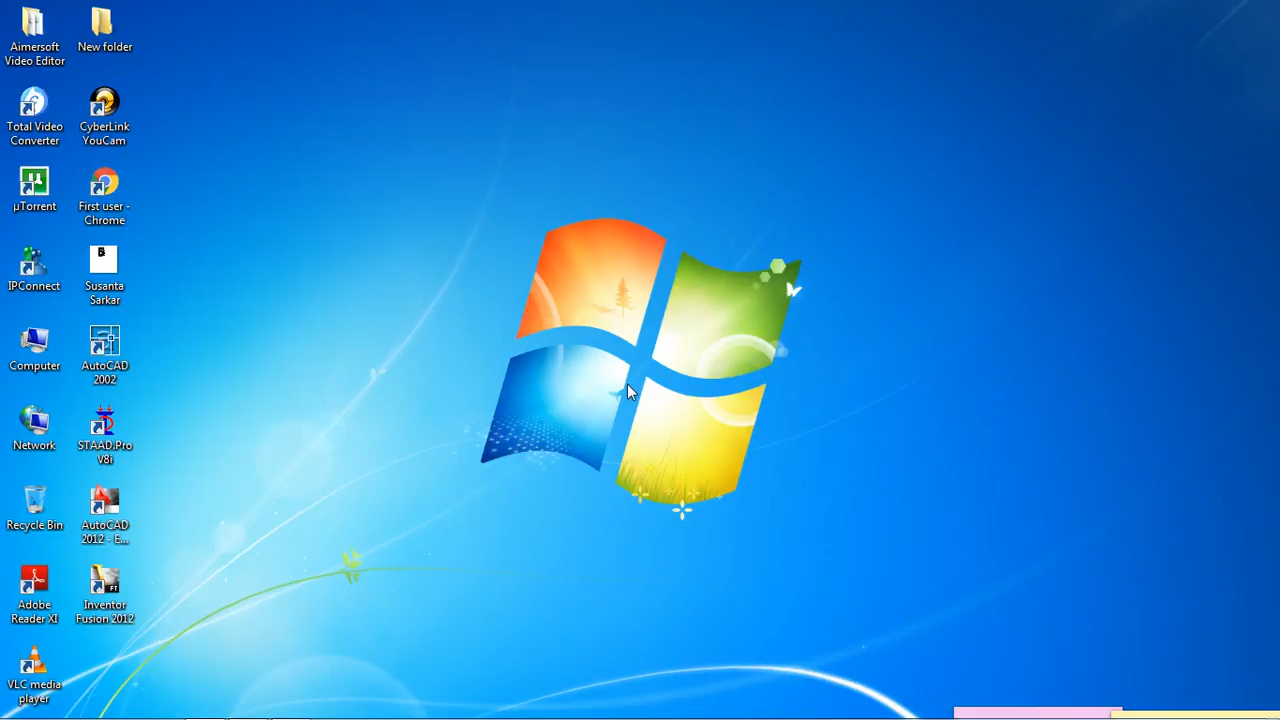 Aimersoft
Video Editor
New folder
Total Video
Converter
CyberLink
YouCam
µTorrent
First user -
Chrome
IPConnect
Susanta
Sarkar
Computer
AutoCAD
2002
Network
STAAD.Pro
V8i
Recycle Bin
AutoCAD
2012 - E...
Adobe
Reader XI
Inventor
Fusion 2012
VLC media
player